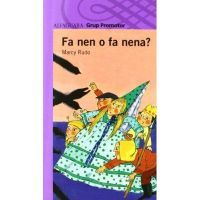 ALFAGUARA Grup Promotor
Fa nen o fa nena?
Marcy Rudo